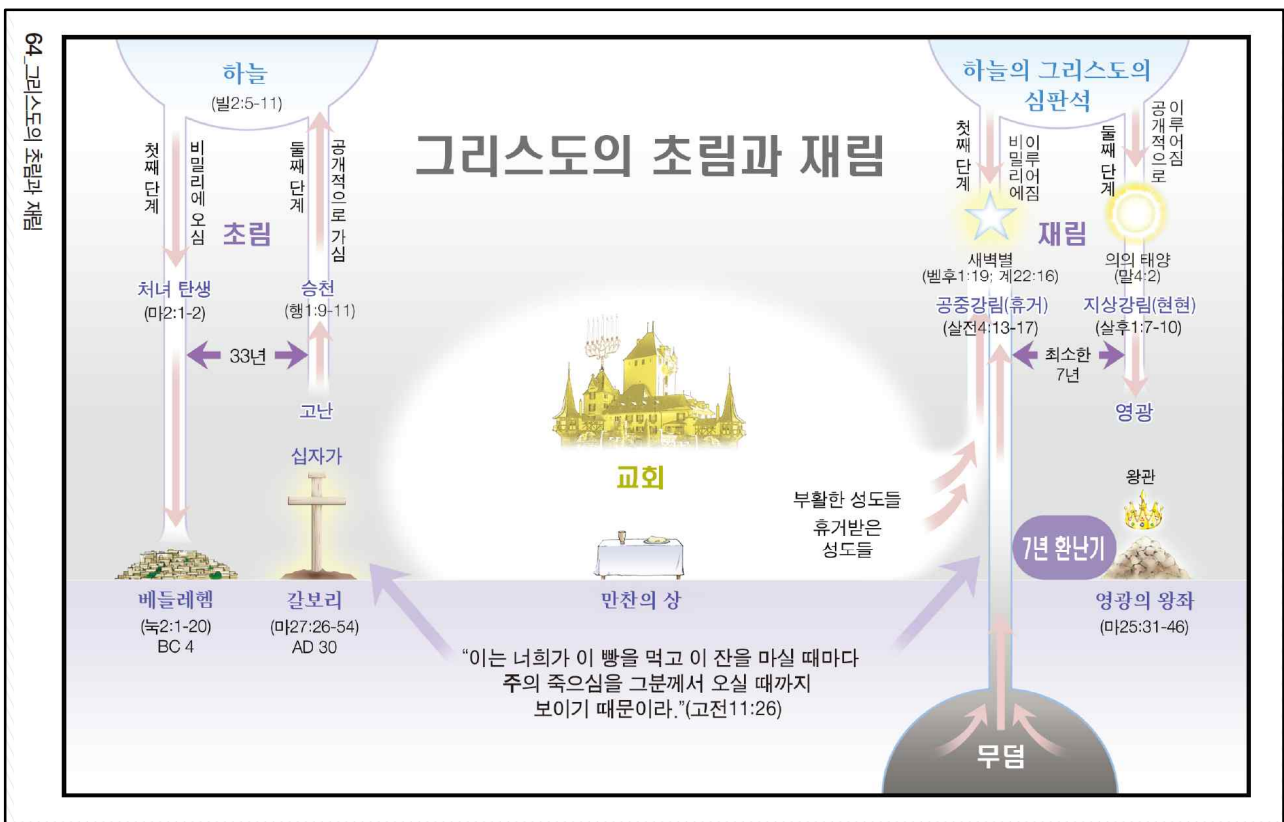 64_그리스도의 초림과 재림
그리스도의 초림과 재림
하늘
(빌2:5-11)
첫째 단계
비밀리에 오심
둘째 단계
공개적으로 가심
초림
처녀 탄생
(마2:1-2)
승천
(행1:9-11)
33년
고난
십자가
베들레헴
(눅2:1-20)
BC 4
갈보리
(마27:26-54)
AD 30
교회
만찬의 상
“이는 너희가 이 빵을 먹고 이 잔을 마실 때마다
주의 죽으심을 그분께서 오실 때까지
보이기 때문이라.”(고전11:26)
하늘의 그리스도의
심판석
첫째 단계
이루어짐
비밀리에
둘째 단계
이루어짐
공개적으로
재림
새벽별
(벧후1:19; 계22:16)
공중강림(휴거)
(살전4:13-17)
의의 태양
(말4:2)
지상강림(현현)
(살후1:7-10)
최소한
7년
영광
부활한 성도들
휴거받은
성도들
7년 환난기
왕관
영광의 왕좌
(마25:31-46)
무덤